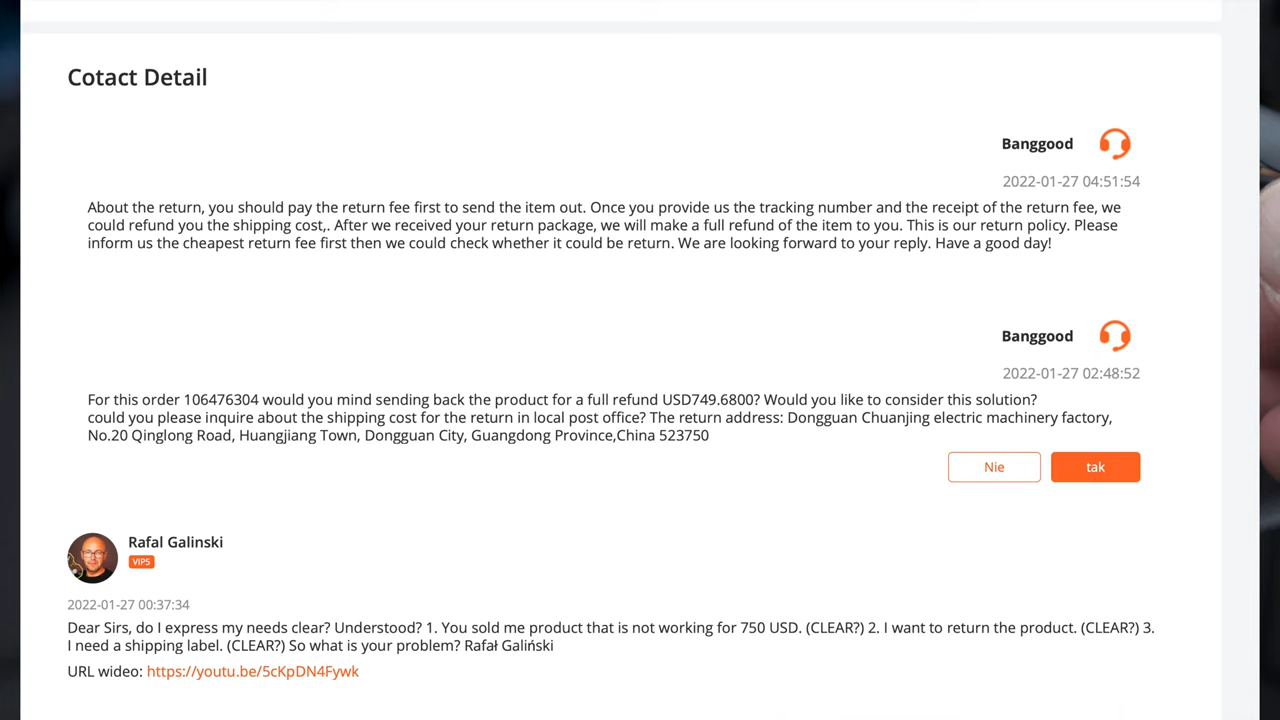 Cotact Detail
Banggood
2022-01-27 04:51:54
About the return, you should pay the return fee first to send the item out. Once you provide us the tracking number and the receipt of the return fee, we
could refund you the shipping cost,. After we received your return package, we will make a full refund of the item to you. This is our return policy. Please
inform us the cheapest return fee first then we could check whether it could be return. We are looking forward to your reply. Have a good day!
Banggood
2022-01-27 02:48:52
For this order 106476304 would you mind sending back the product for a full refund USD749.6800? Would you like to consider this solution?
could you please inquire about the shipping cost for the return in local post office? The return address: Dongguan Chuanjing electric machinery factory,
No.20 Qinglong Road, Huangjiang Town, Dongguan City, Guangdong Province,China 523750
Nie
tak
Rafal Galinski
VIP5
2022-01-27 00:37:34
Dear Sirs, do I express my needs clear? Understood? 1. You sold me product that is not working for 750 USD. (CLEAR?) 2. I want to return the product. (CLEAR?) 3.
I need a shipping label. (CLEAR?) So what is your problem? Rafał Galiński
URL wideo: https://youtu.be/5cKpDN4Fywk